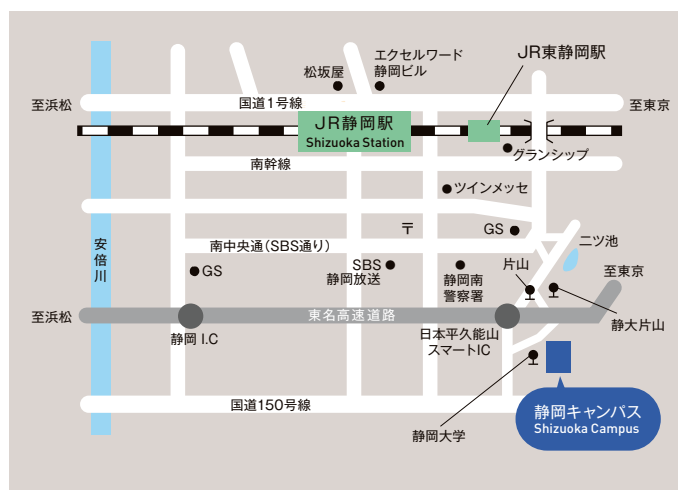 エクセルワード
静岡ビル
JR東静岡駅
松坂屋
至浜松
国道1号線
至東京
JR静岡駅
Shizuoka Station
グランシップ
南幹線
ツインメッセ
〒
GS
安倍川
南中央通(SBS通り)
二ツ池
GS
SBS
静岡放送
静岡南
警察署
片山
至東京
至浜松
東名高速道路
静岡 I.C
日本平久能山
スマートIC
静大片山
国道150号線
静岡大学
静岡キャンパス
Shizuoka Campus